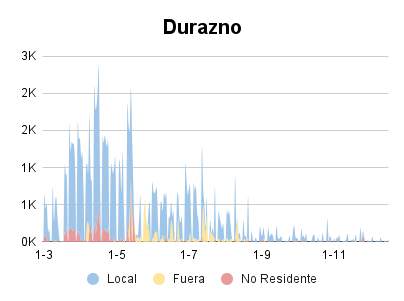 Durazno
3K
2K
2K
1K
1K
0K
1-3 1-5 1-7 1-9 1-11
Local Fuera No Residente